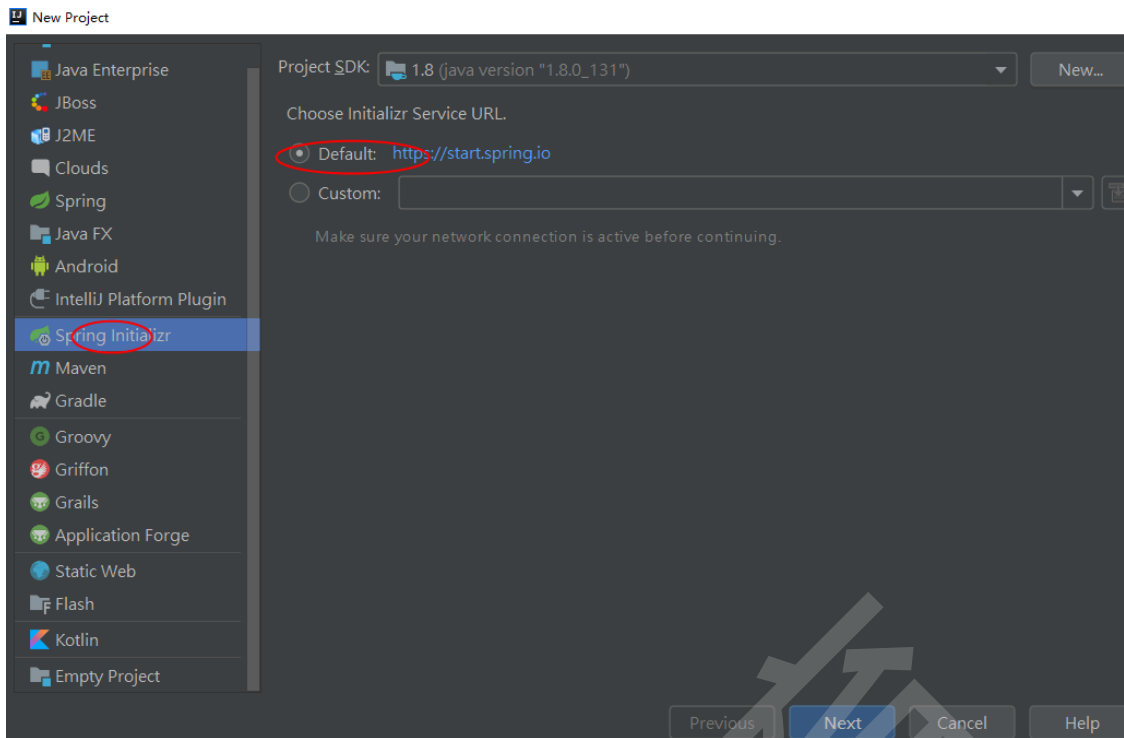 New Project
Java Enterprise
JBoss
J2ME
Clouds
Spring
Java FX
Android
IntelliJ Platform Plugin
Spring Initializr
Maven
Gradle
Groovy
Griffon
Grails
Application Forge
Static Web
Flash
Kotlin
Empty Project
Project SDK: 1.8 (java version "1.8.0_131") New...
Choose Initializr Service URL.
Default: https://start.spring.io
Custom:
Make sure your network connection is active before continuing.
Previous Next Cancel Help